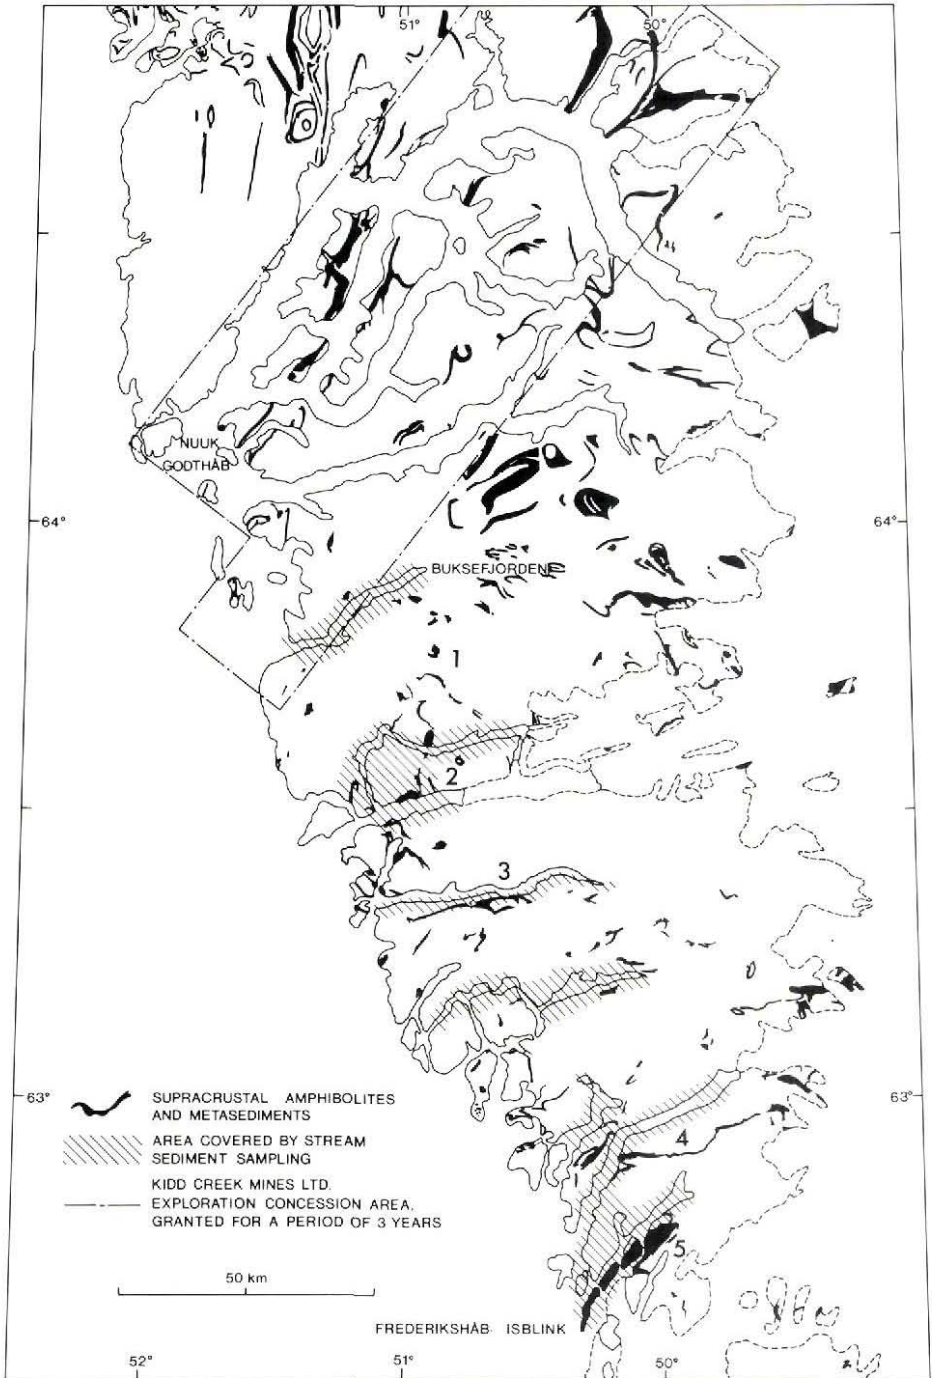 51°
50°
NUUK
GODTHÅB
64°
64°
BUKSEFJORDENE
1
2
3
63°
63°
4
5
SUPRACRUSTAL AMPHIBOLITES
AND METASEDIMENTS
AREA COVERED BY STREAM
SEDIMENT SAMPLING
KIDD CREEK MINES LTD.
EXPLORATION CONCESSION AREA,
GRANTED FOR A PERIOD OF 3 YEARS
50 km
FREDERIKSHÅB ISBLINK
52°
51°
50°